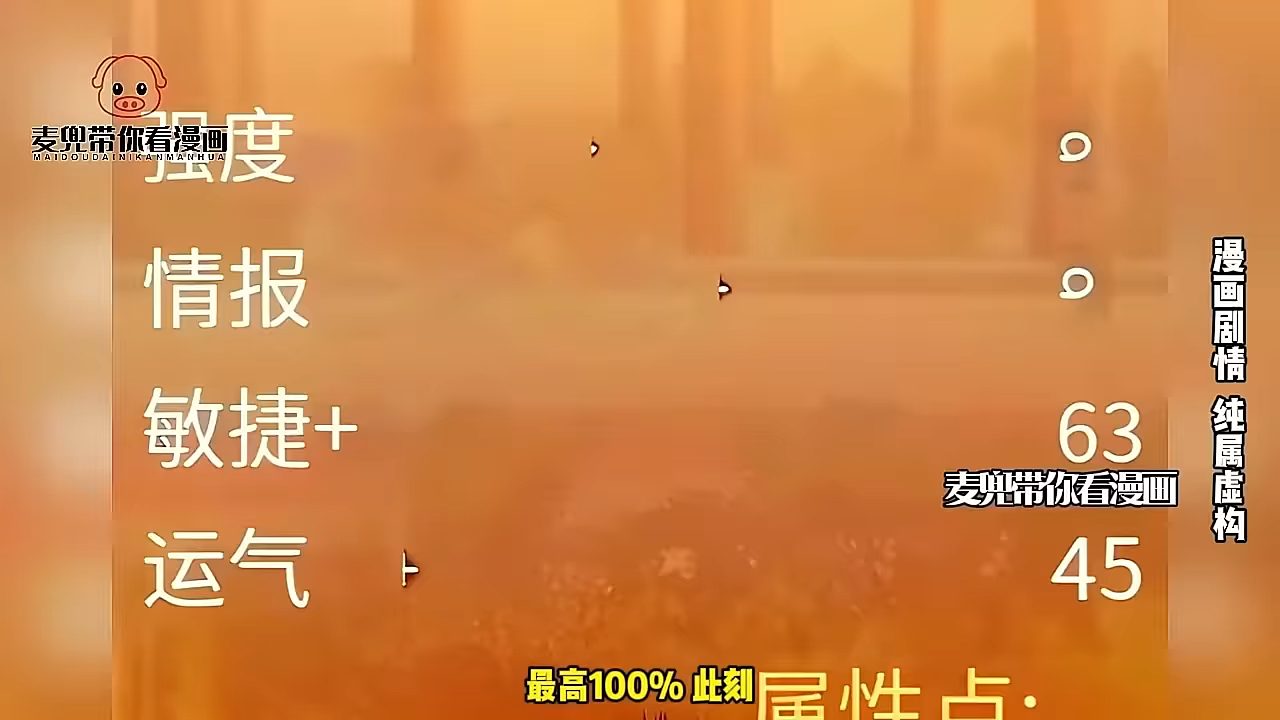 麦兜带你看漫画
MAIDOUDAINIKANMANHUA
强度
情报
敏捷+ 63
麦兜带你看漫画
运气 45
最高100% 此刻
属性点:
漫画剧情 纯属虚构